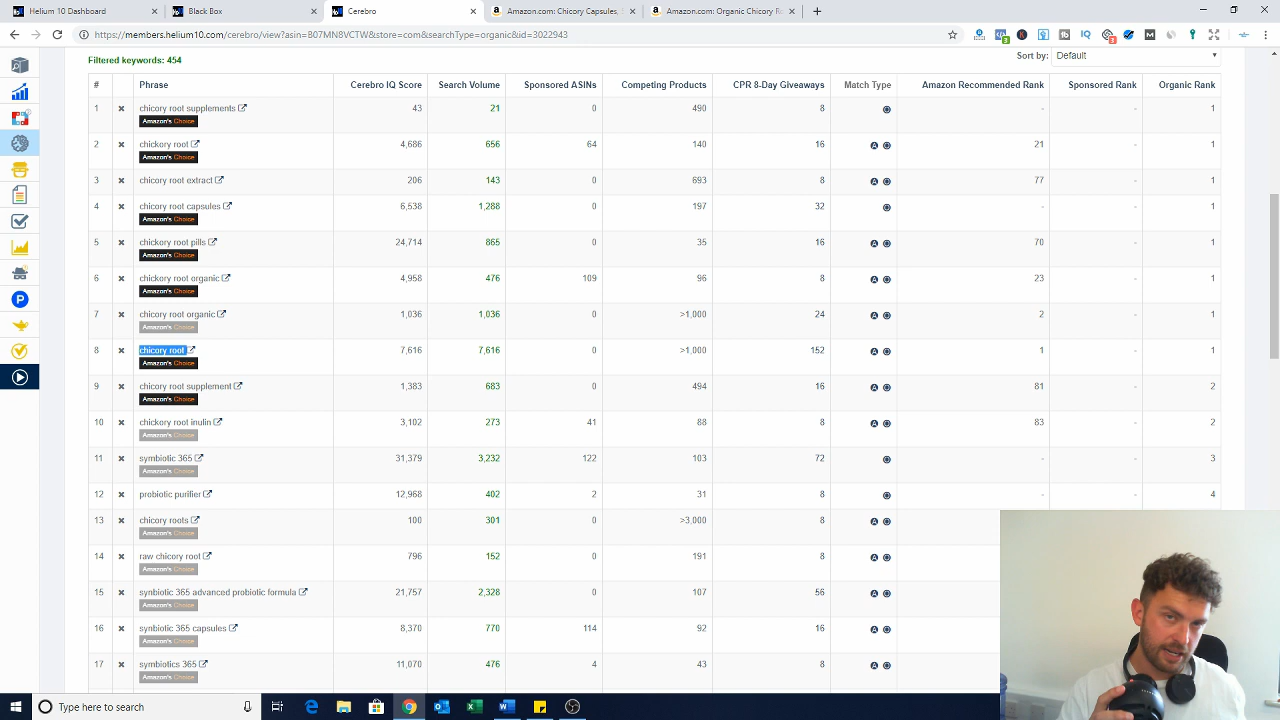 Helium 10 Dashboard
Black Box
Cerebro
Amazon.com: Chicory Capsules, E
Amazon.com: Organic Chicory Ro
https://members.helium10.com/cerebro/view?asin=B07MN8VCTW&store=com&searchType=organic&id=3022943
Filtered keywords: 454
Sort by: Default
# Phrase Cerebro IQ Score Search Volume Sponsored ASINs Competing Products CPR 8-Day Giveaways Match Type Amazon Recommended Rank Sponsored Rank Organic Rank
1 chicory root supplements 43 21 0 490 8 - - 1
Amazon's Choice
2 chickory root 4,686 656 64 140 16 21 - 1
Amazon's Choice
3 chicory root extract 206 143 0 693 8 77 - 1
4 chicory root capsules 6,538 1,288 0 197 32 - - 1
Amazon's Choice
5 chickory root pills 24,714 865 0 35 16 70 - 1
Amazon's Choice
6 chickory root organic 4,958 476 109 96 8 23 - 1
Amazon's Choice
7 chicory root organic 1,036 1,036 0 >1,000 24 2 - 1
Amazon's Choice
8 chicory root 7,616 7,616 0 >1,000 152 1 - 1
Amazon's Choice
9 chicory root supplement 1,383 683 0 494 16 81 - 2
Amazon's Choice
10 chickory root inulin 3,102 273 41 88 8 83 - 2
Amazon's Choice
11 symbiotic 365 31,379 3,232 122 103 72 - - 3
Amazon's Choice
12 probiotic purifier 12,968 402 2 31 8 - - 4
13 chicory roots 100 301 0 >3,000 8
Amazon's Choice
14 raw chicory root 796 152 0 191 8
Amazon's Choice
15 synbiotic 365 advanced probiotic formula 21,757 2,328 0 107 56
Amazon's Choice
16 synbiotic 365 capsules 8,370 770 114 92 16
Amazon's Choice
17 symbiotics 365 11,070 476 4 43 8
Amazon's Choice
Type here to search